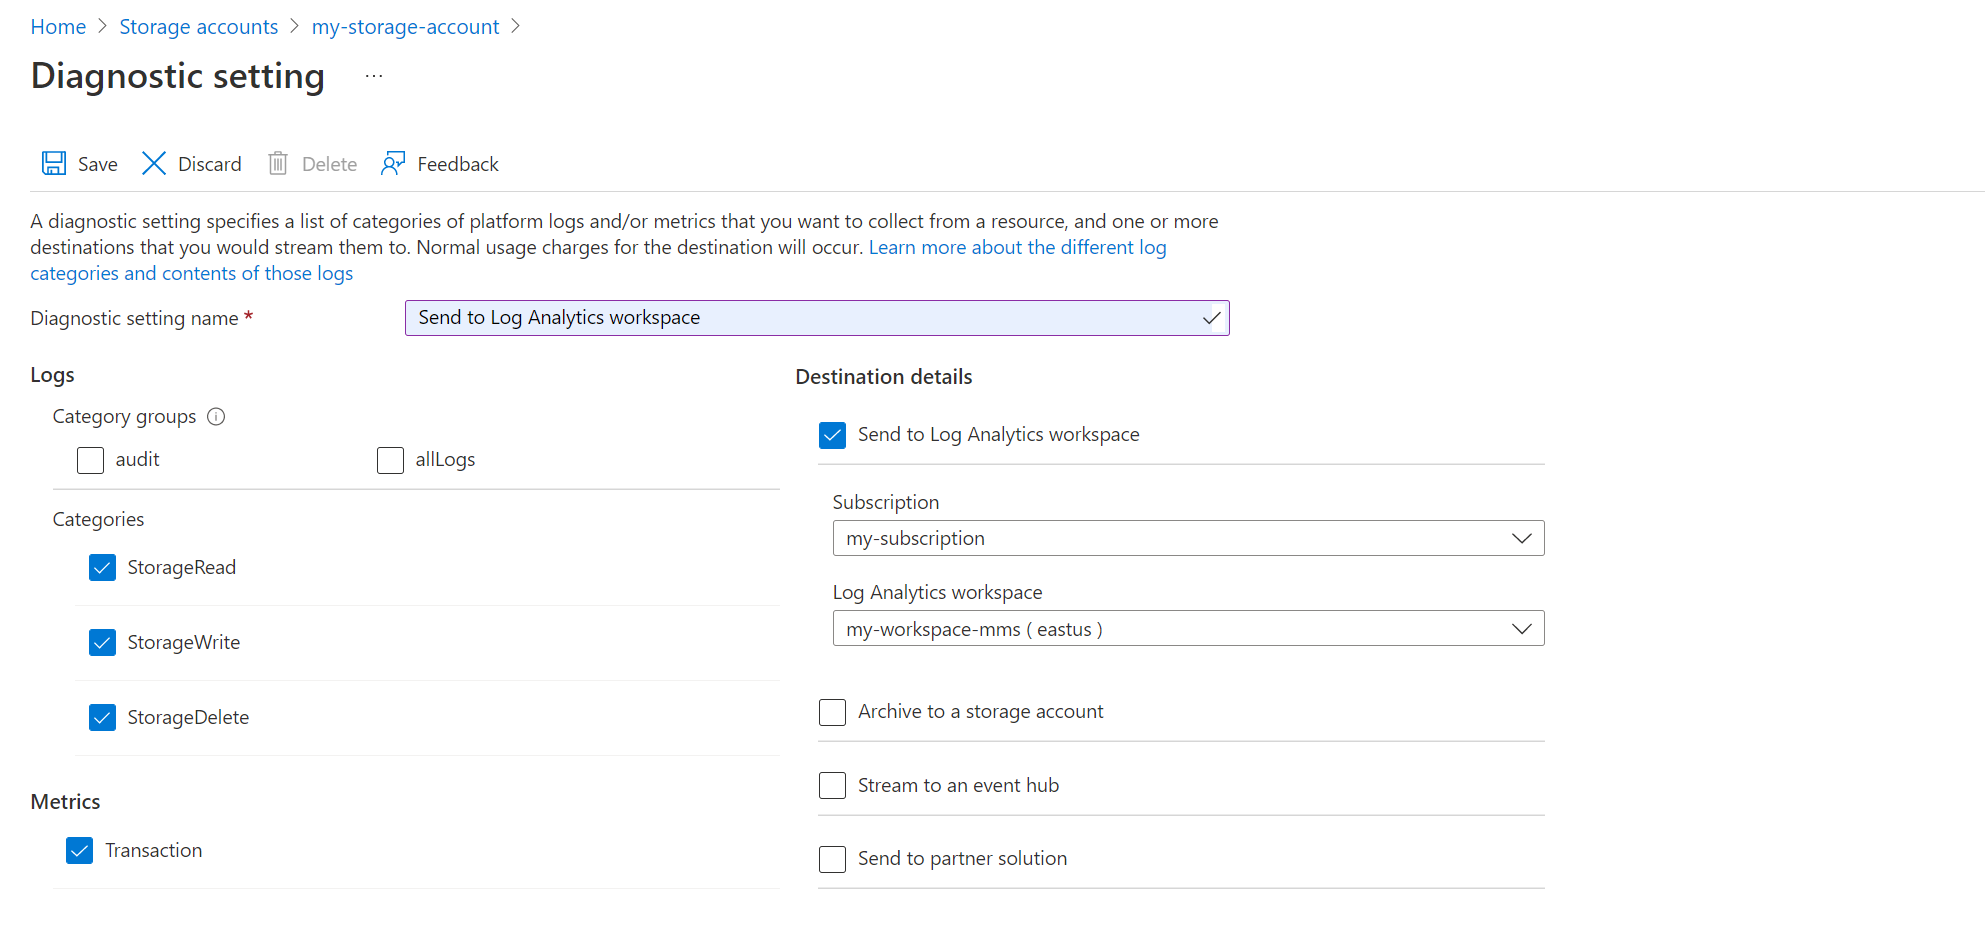 Home > Storage accounts > my-storage-account >
Diagnostic setting ...
Save Discard Delete Feedback
A diagnostic setting specifies a list of categories of platform logs and/or metrics that you want to collect from a resource, and one or more
destinations that you would stream them to. Normal usage charges for the destination will occur. Learn more about the different log
categories and contents of those logs
Diagnostic setting name * Send to Log Analytics workspace
Logs
Category groups
audit allLogs
Categories
StorageRead
StorageWrite
StorageDelete
Metrics
Transaction
Destination details
Send to Log Analytics workspace
Subscription
my-subscription
Log Analytics workspace
my-workspace-mms ( eastus )
Archive to a storage account
Stream to an event hub
Send to partner solution